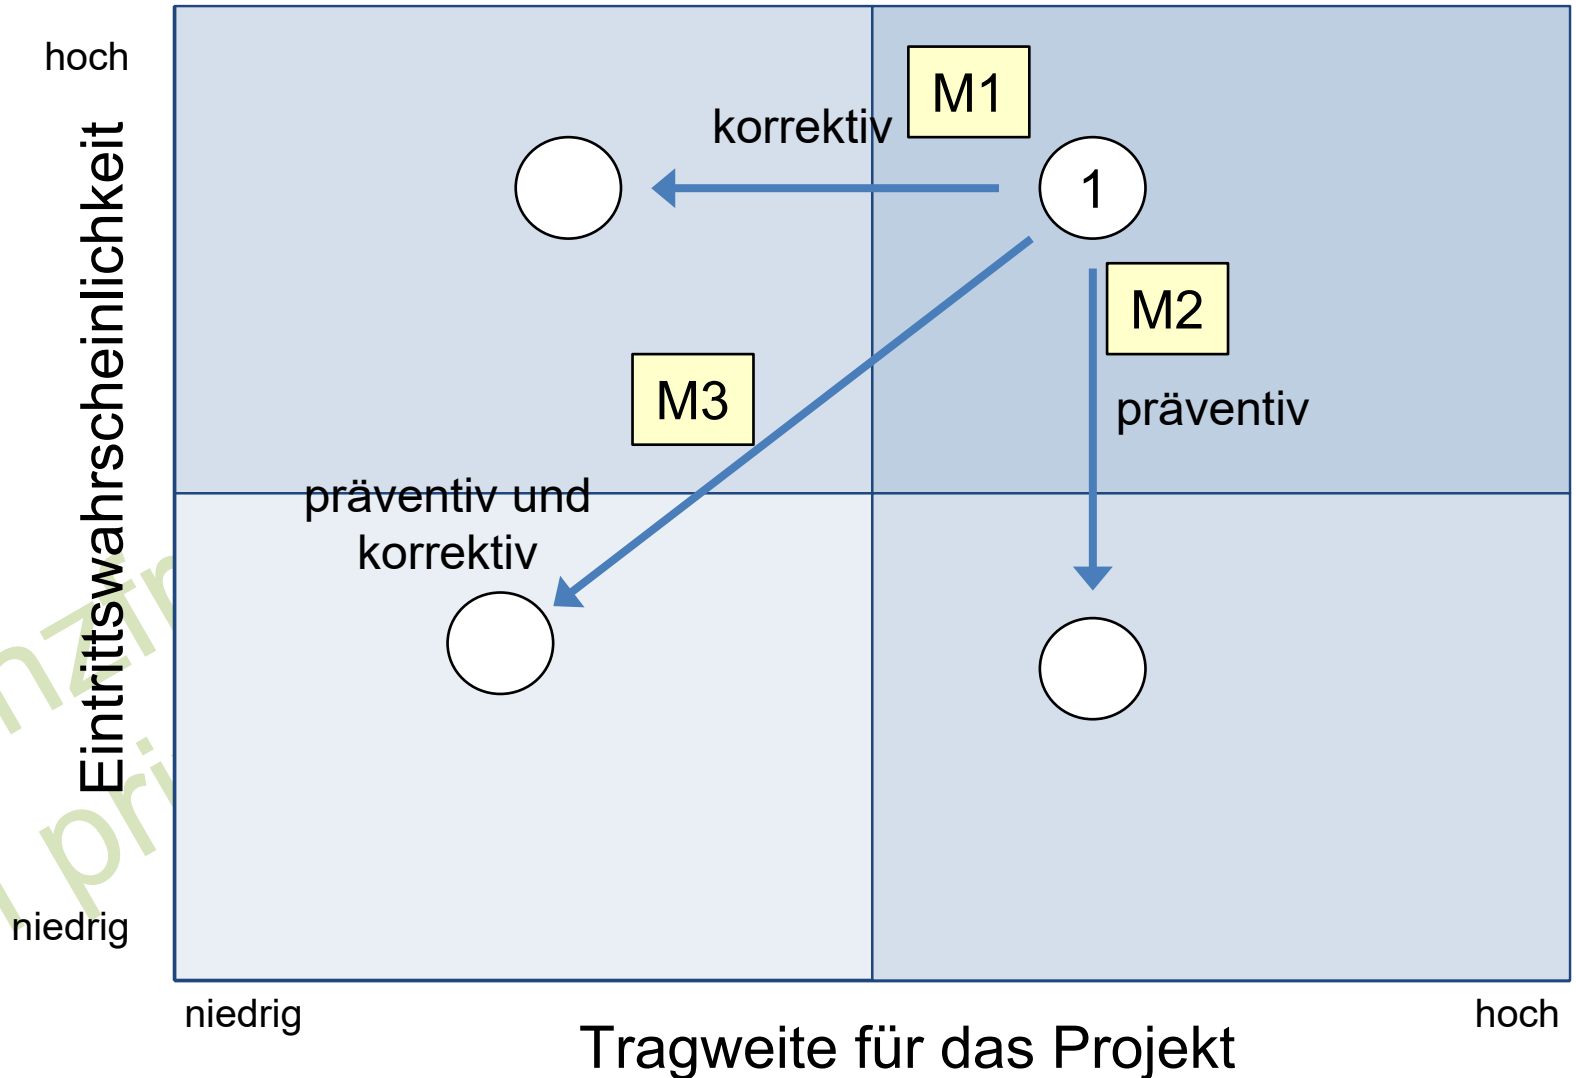 hoch
M1
korrektiv
1
M2
M3
präventiv
präventiv und
korrektiv
Eintrittswahrscheinlichkeit
niedrig
niedrig
hoch
Tragweite für das Projekt